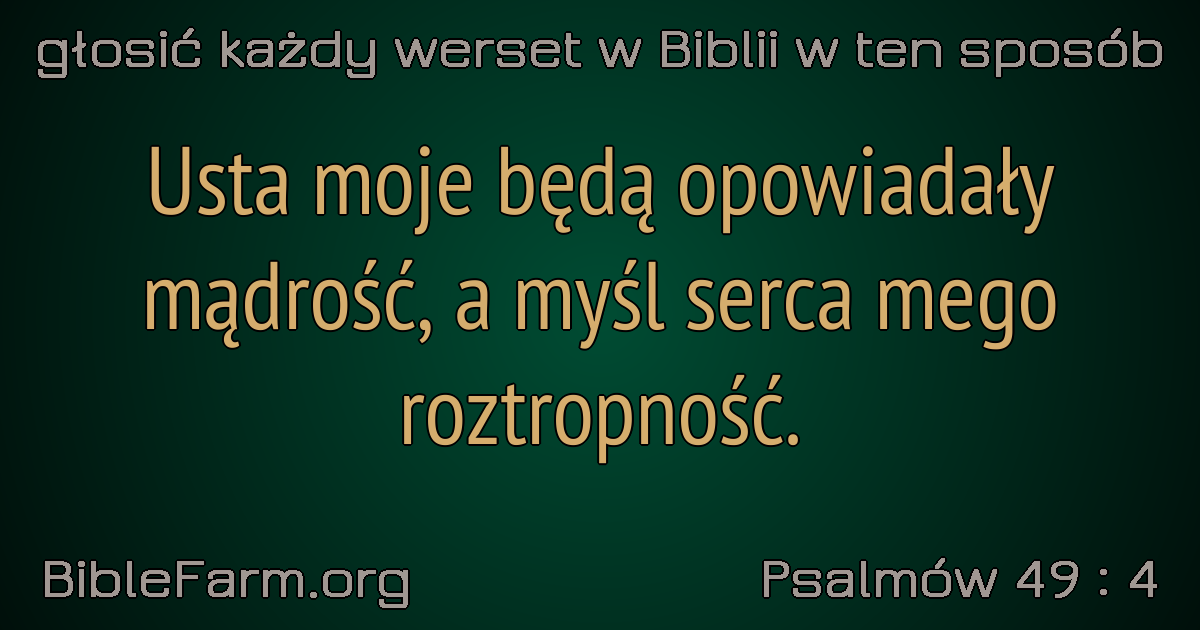 głosić każdy werset w Biblii w ten sposób
Usta moje będą opowiadały
mądrość, a myśl serca mego
roztropność.
BibleFarm.org
Psalmów 49 : 4